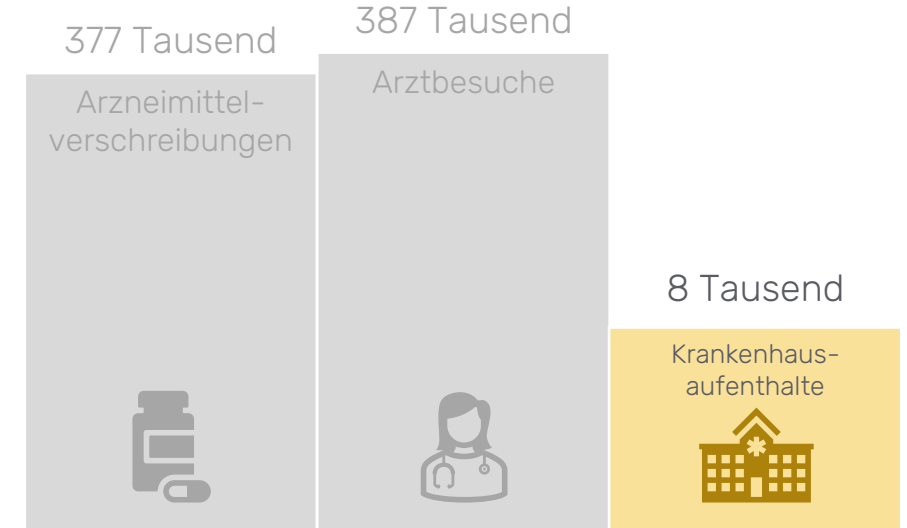 377 Tausend
Arzneimittel-
verschreibungen
387 Tausend
Arztbesuche
8 Tausend
Krankenhaus-
aufenthalte